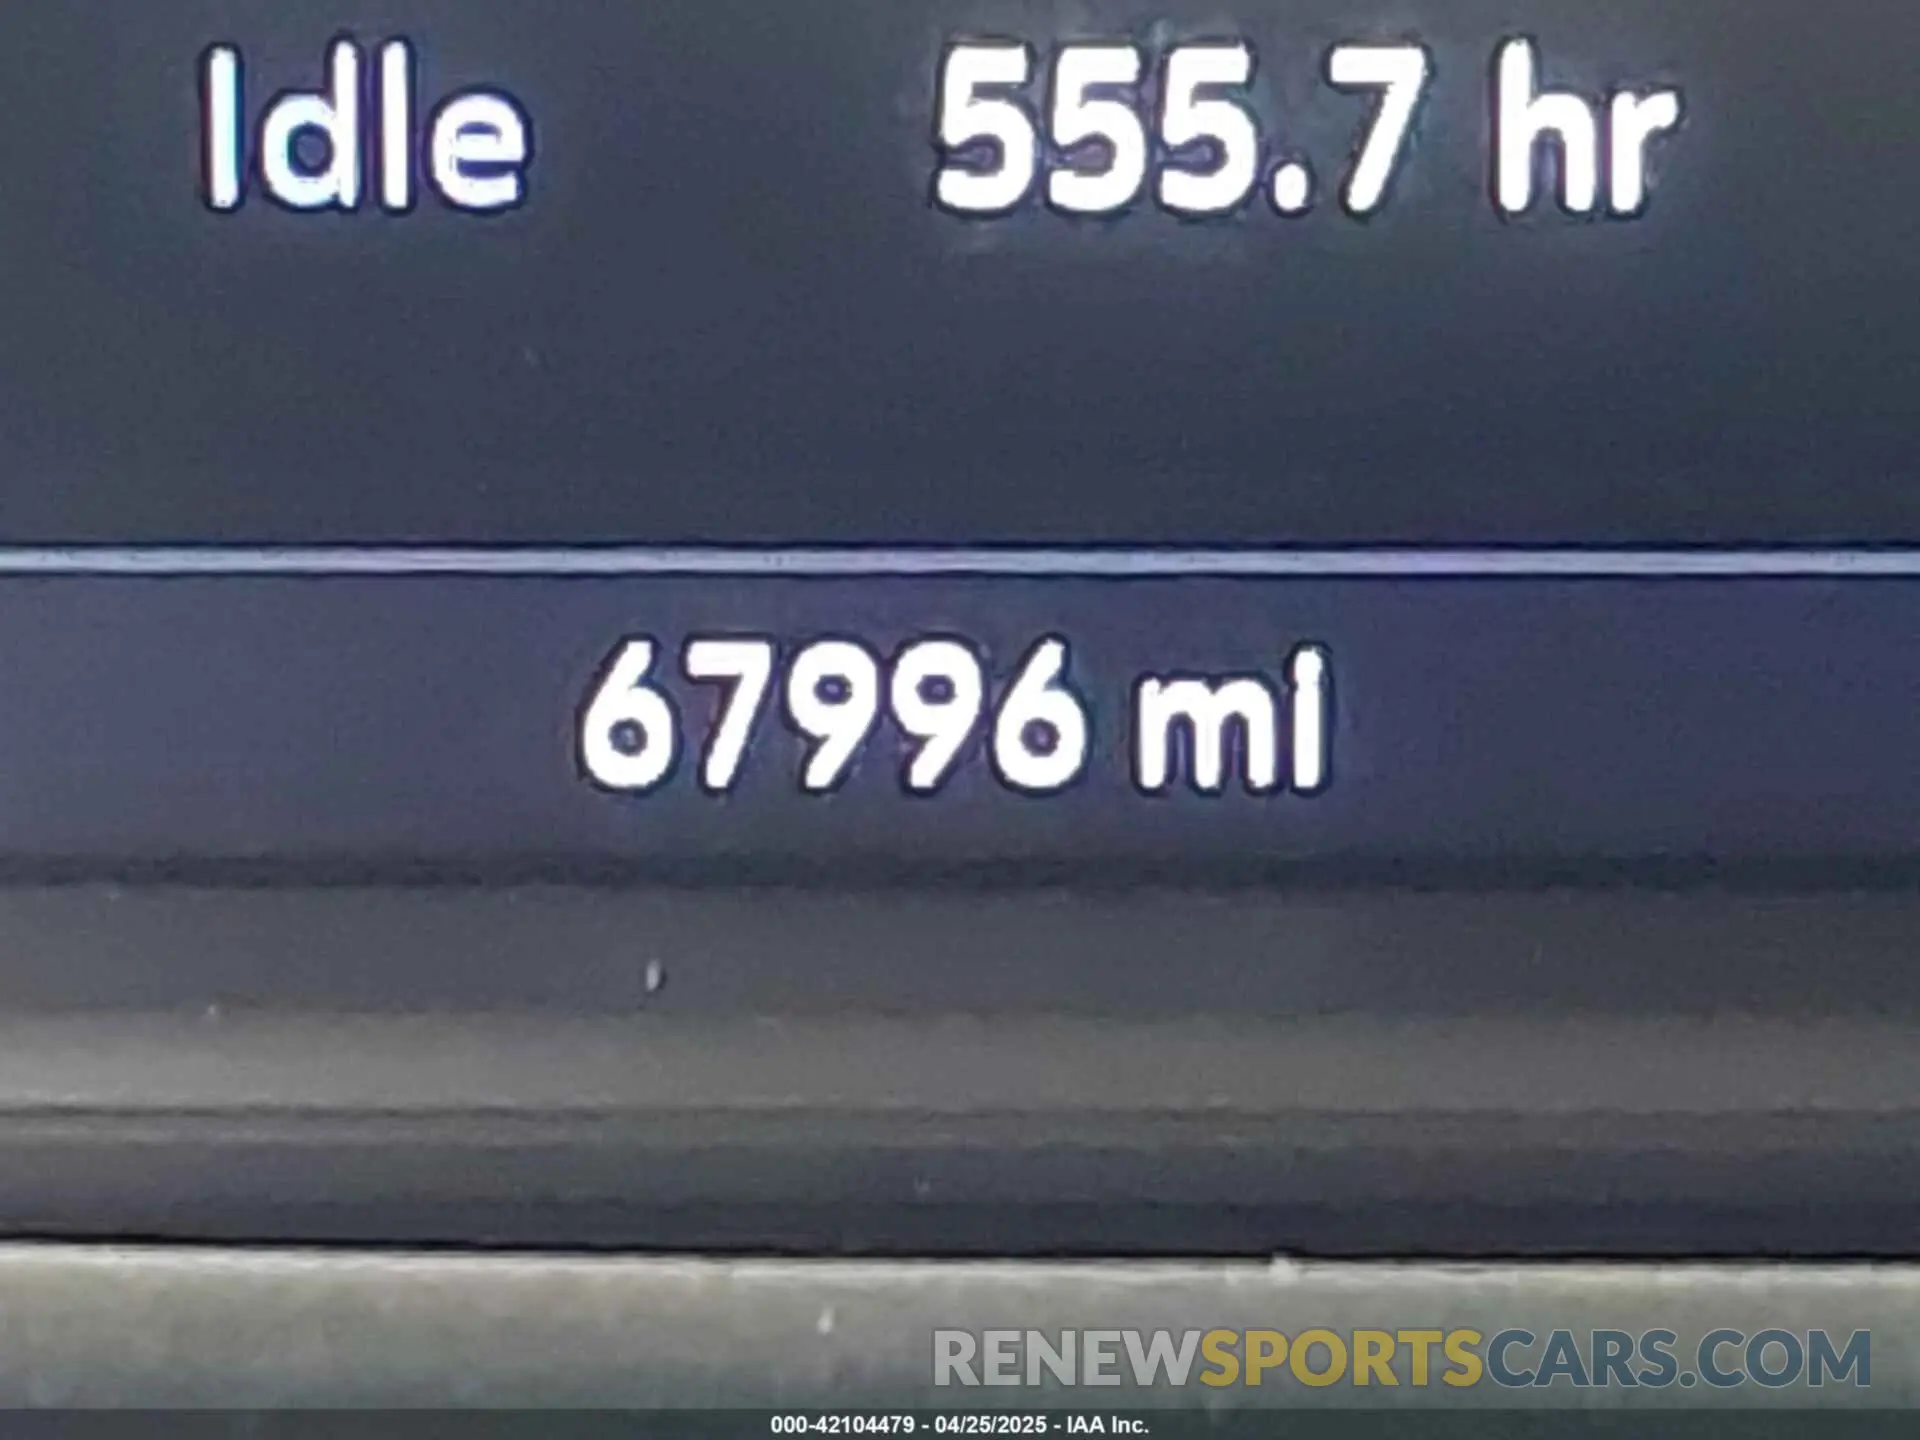 Idle 555.7 hr
67996 mi
RENEWSPORTSCARS.COM
000-42104479 - 04/25/2025 - IAA Inc.